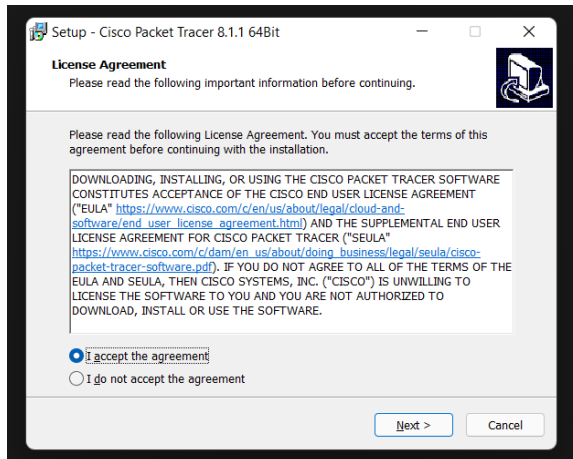 Setup - Cisco Packet Tracer 8.1.1 64Bit
License Agreement
Please read the following important information before continuing.
Please read the following License Agreement. You must accept the terms of this
agreement before continuing with the installation.
DOWNLOADING, INSTALLING, OR USING THE CISCO PACKET TRACER SOFTWARE
CONSTITUTES ACCEPTANCE OF THE CISCO END USER LICENSE AGREEMENT
("EULA" https://www.cisco.com/c/en/us/about/legal/cloud-and-
software/end_user_license_agreement.html) AND THE SUPPLEMENTAL END USER
LICENSE AGREEMENT FOR CISCO PACKET TRACER ("SEULA"
https://www.cisco.com/c/dam/en_us/about/doing_business/legal/seula/cisco-
packet-tracer-software.pdf). IF YOU DO NOT AGREE TO ALL OF THE TERMS OF THE
EULA AND SEULA, THEN CISCO SYSTEMS, INC. ("CISCO") IS UNWILLING TO
LICENSE THE SOFTWARE TO YOU AND YOU ARE NOT AUTHORIZED TO
DOWNLOAD, INSTALL OR USE THE SOFTWARE.
I accept the agreement
I do not accept the agreement
Next >
Cancel